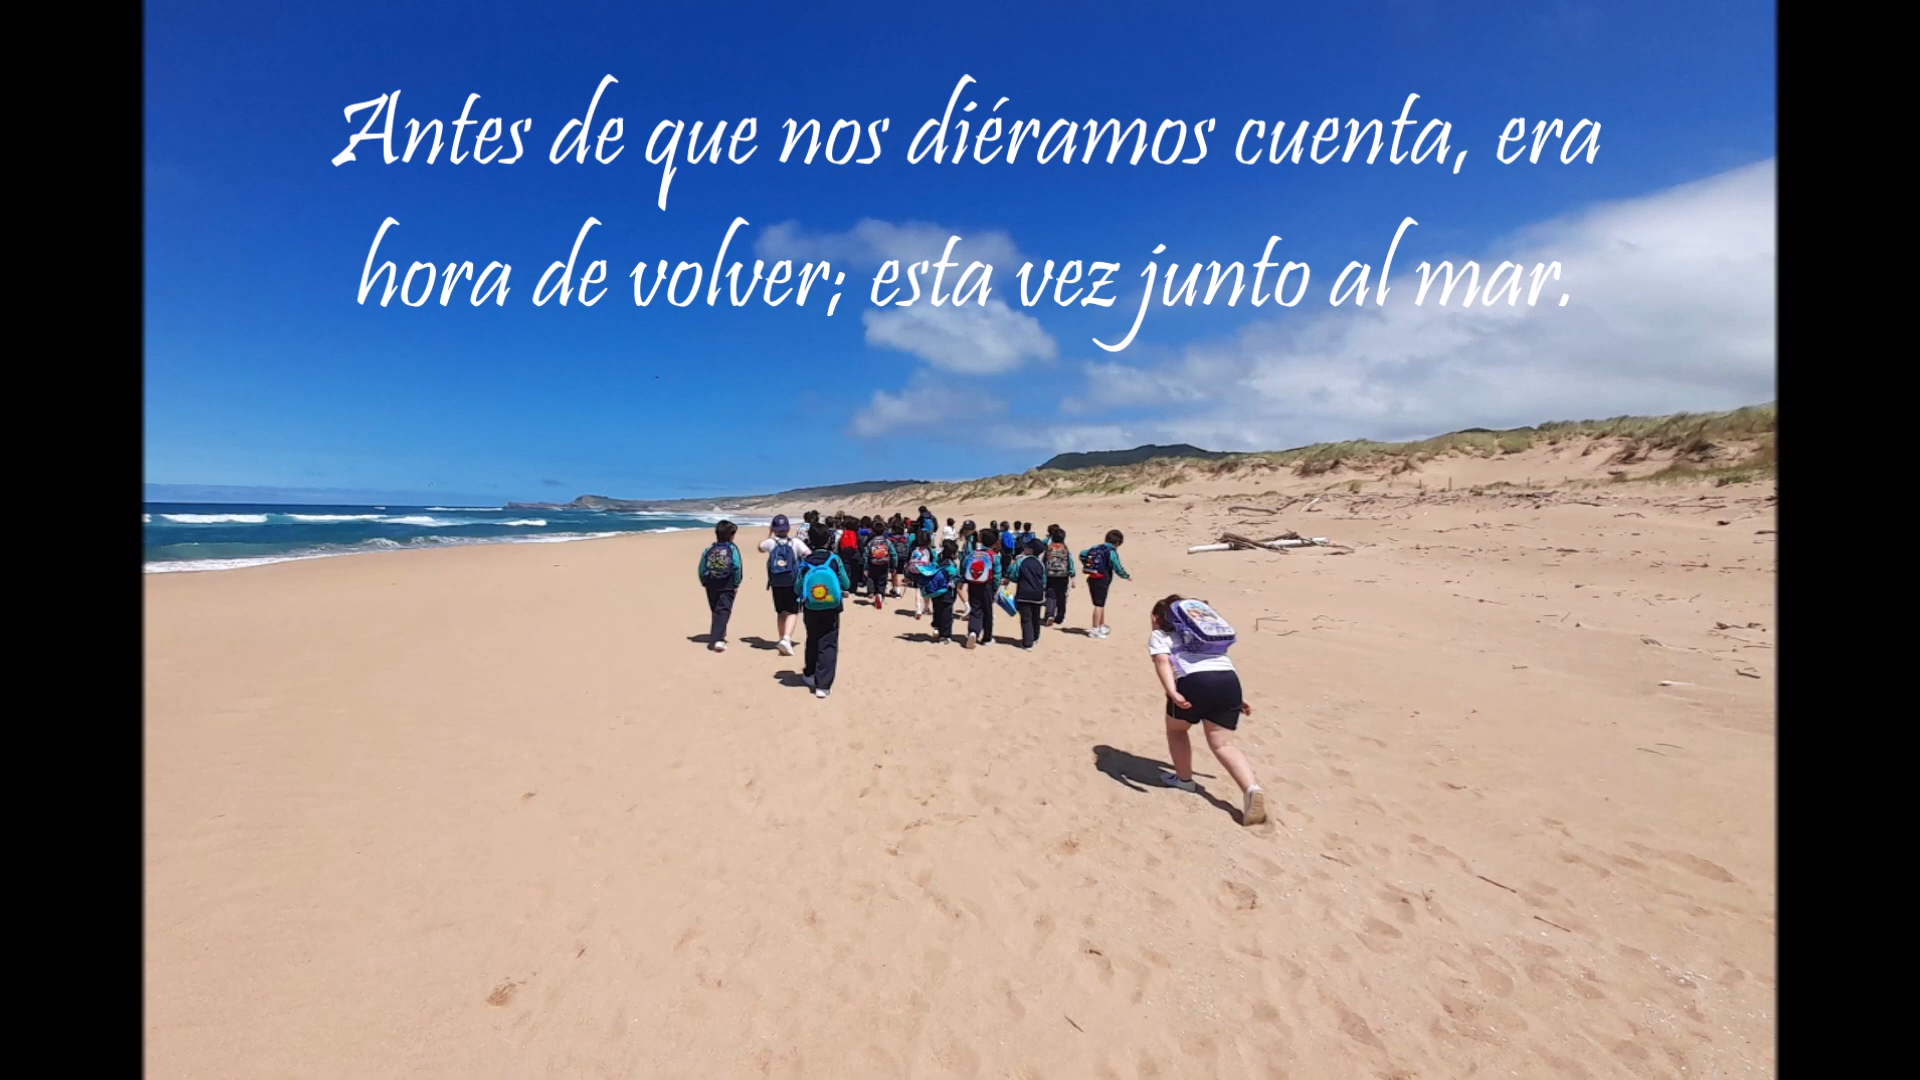 Antes de que nos diéramos cuenta, era
hora de volver; esta vez junto al mar.